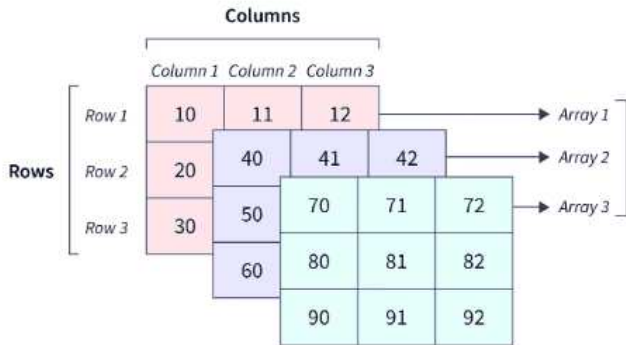 Columns
Column 1 Column 2 Column 3
Row 1 10 11 12 Array 1
40 41 42 Array 2
Rows Row 2 20
70 71 72 Array 3
50
Row 3 30
80 81 82
60
90 91 92